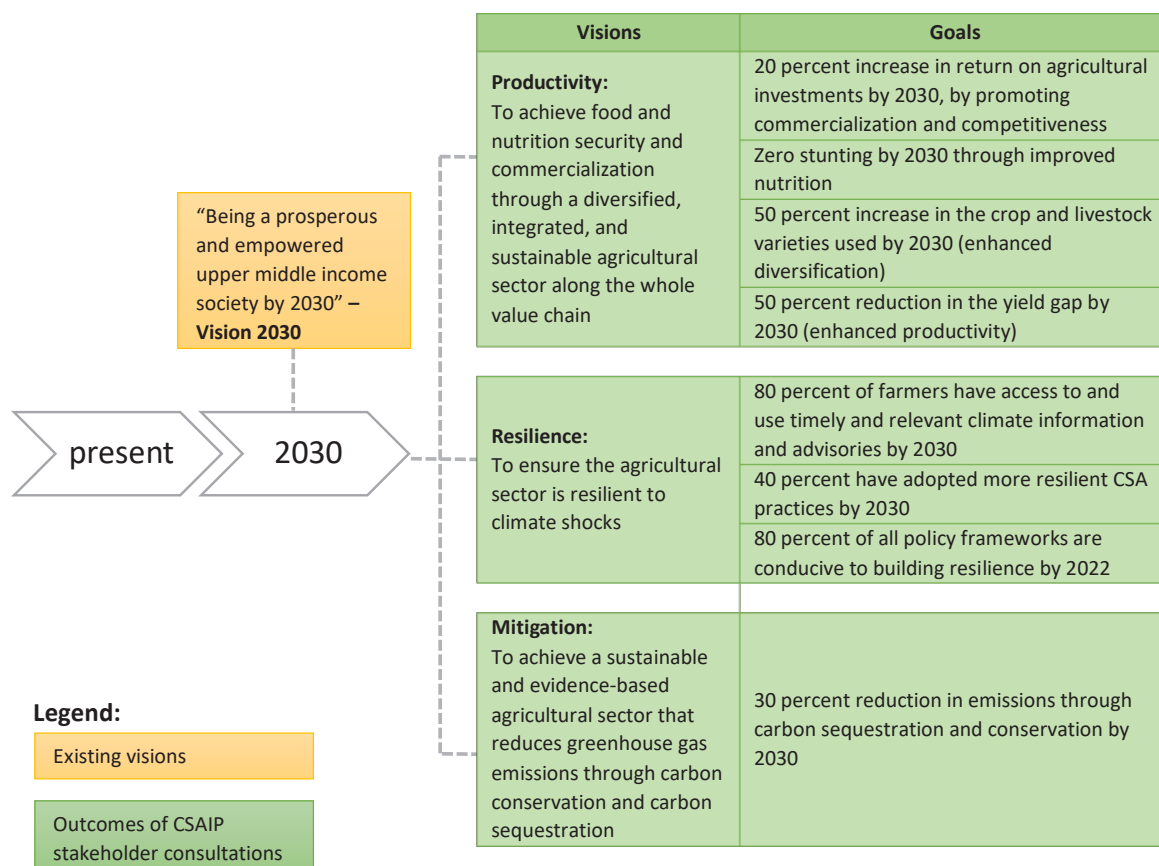 “Being a prosperous
and empowered
upper middle income
society by 2030” –
Vision 2030
present
2030
Legend:
Existing visions
Outcomes of CSAIP
stakeholder consultations
Visions
Goals
Productivity:
To achieve food and
nutrition security and
commercialization
through a diversified,
integrated, and
sustainable agricultural
sector along the whole
value chain
20 percent increase in return on agricultural
investments by 2030, by promoting
commercialization and competitiveness
Zero stunting by 2030 through improved
nutrition
50 percent increase in the crop and livestock
varieties used by 2030 (enhanced
diversification)
50 percent reduction in the yield gap by
2030 (enhanced productivity)
Resilience:
To ensure the agricultural
sector is resilient to
climate shocks
80 percent of farmers have access to and
use timely and relevant climate information
and advisories by 2030
40 percent have adopted more resilient CSA
practices by 2030
80 percent of all policy frameworks are
conducive to building resilience by 2022
Mitigation:
To achieve a sustainable
and evidence-based
agricultural sector that
reduces greenhouse gas
emissions through carbon
conservation and carbon
sequestration
30 percent reduction in emissions through
carbon sequestration and conservation by
2030